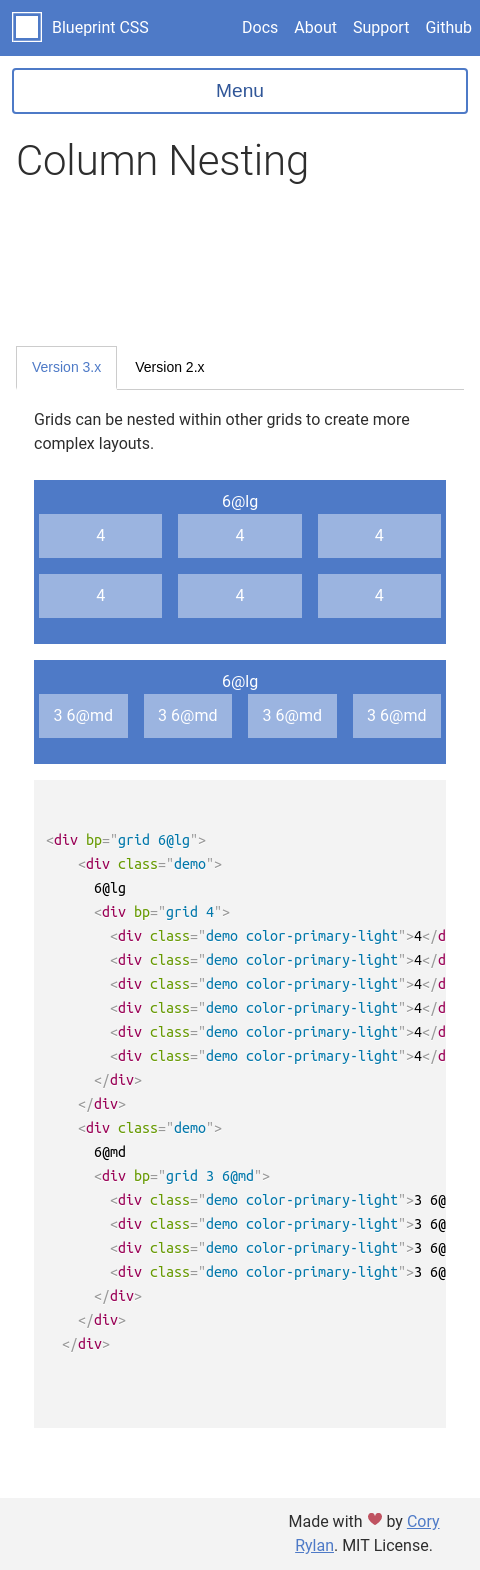 Blueprint CSS Docs About Support Github
Menu
Column Nesting
Version 3.x Version 2.x
Grids can be nested within other grids to create more
complex layouts.
6@lg
4 4 4
4 4 4
6@lg
3 6@md 3 6@md 3 6@md 3 6@md
<div bp="grid 6@lg">
    <div class="demo">
      6@lg
      <div bp="grid 4">
        <div class="demo color-primary-light">4</d
        <div class="demo color-primary-light">4</d
        <div class="demo color-primary-light">4</d
        <div class="demo color-primary-light">4</d
        <div class="demo color-primary-light">4</d
        <div class="demo color-primary-light">4</d
      </div>
    </div>
    <div class="demo">
      6@md
      <div bp="grid 3 6@md">
        <div class="demo color-primary-light">3 6@
        <div class="demo color-primary-light">3 6@
        <div class="demo color-primary-light">3 6@
        <div class="demo color-primary-light">3 6@
      </div>
    </div>
  </div>
Made with by Cory
Rylan. MIT License.